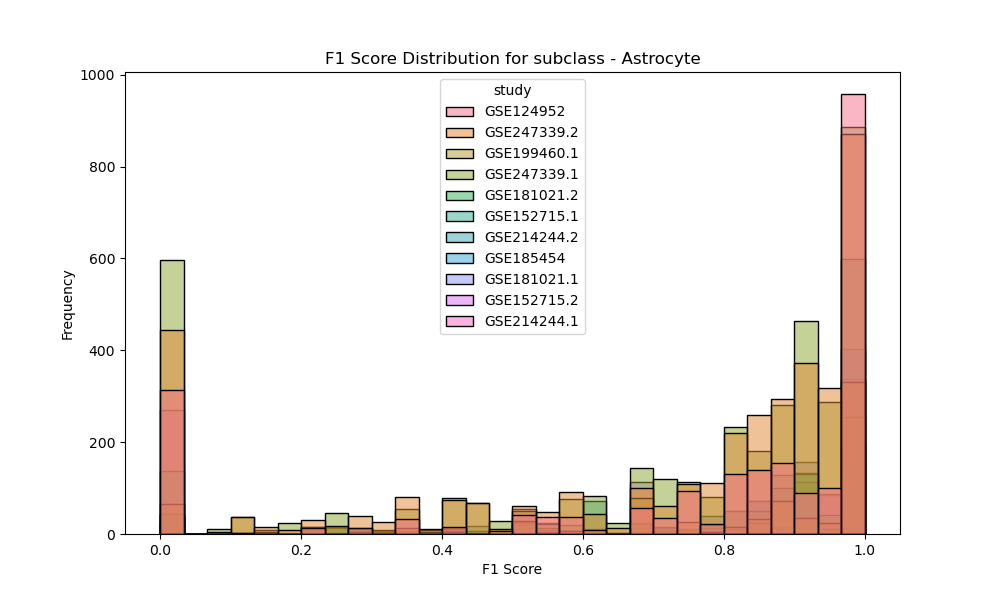 F1 Score Distribution for subclass - Astrocyte
study
GSE124952
GSE247339.2
GSE199460.1
GSE247339.1
GSE181021.2
GSE152715.1
GSE214244.2
GSE185454
GSE181021.1
GSE152715.2
GSE214244.1
Frequency
1000
800
600
400
200
0
0.0 0.2 0.4 0.6 0.8 1.0
F1 Score